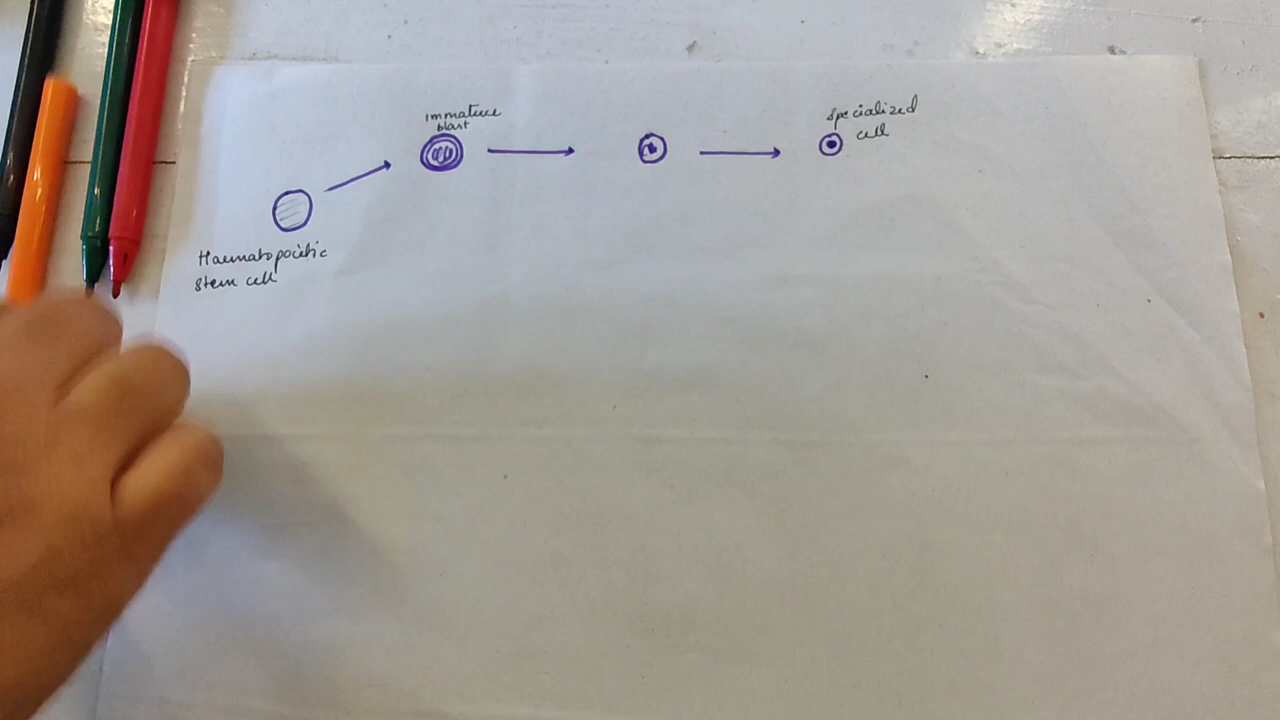 immature
blast
specialized
cell
Haematopoietic
stem cell